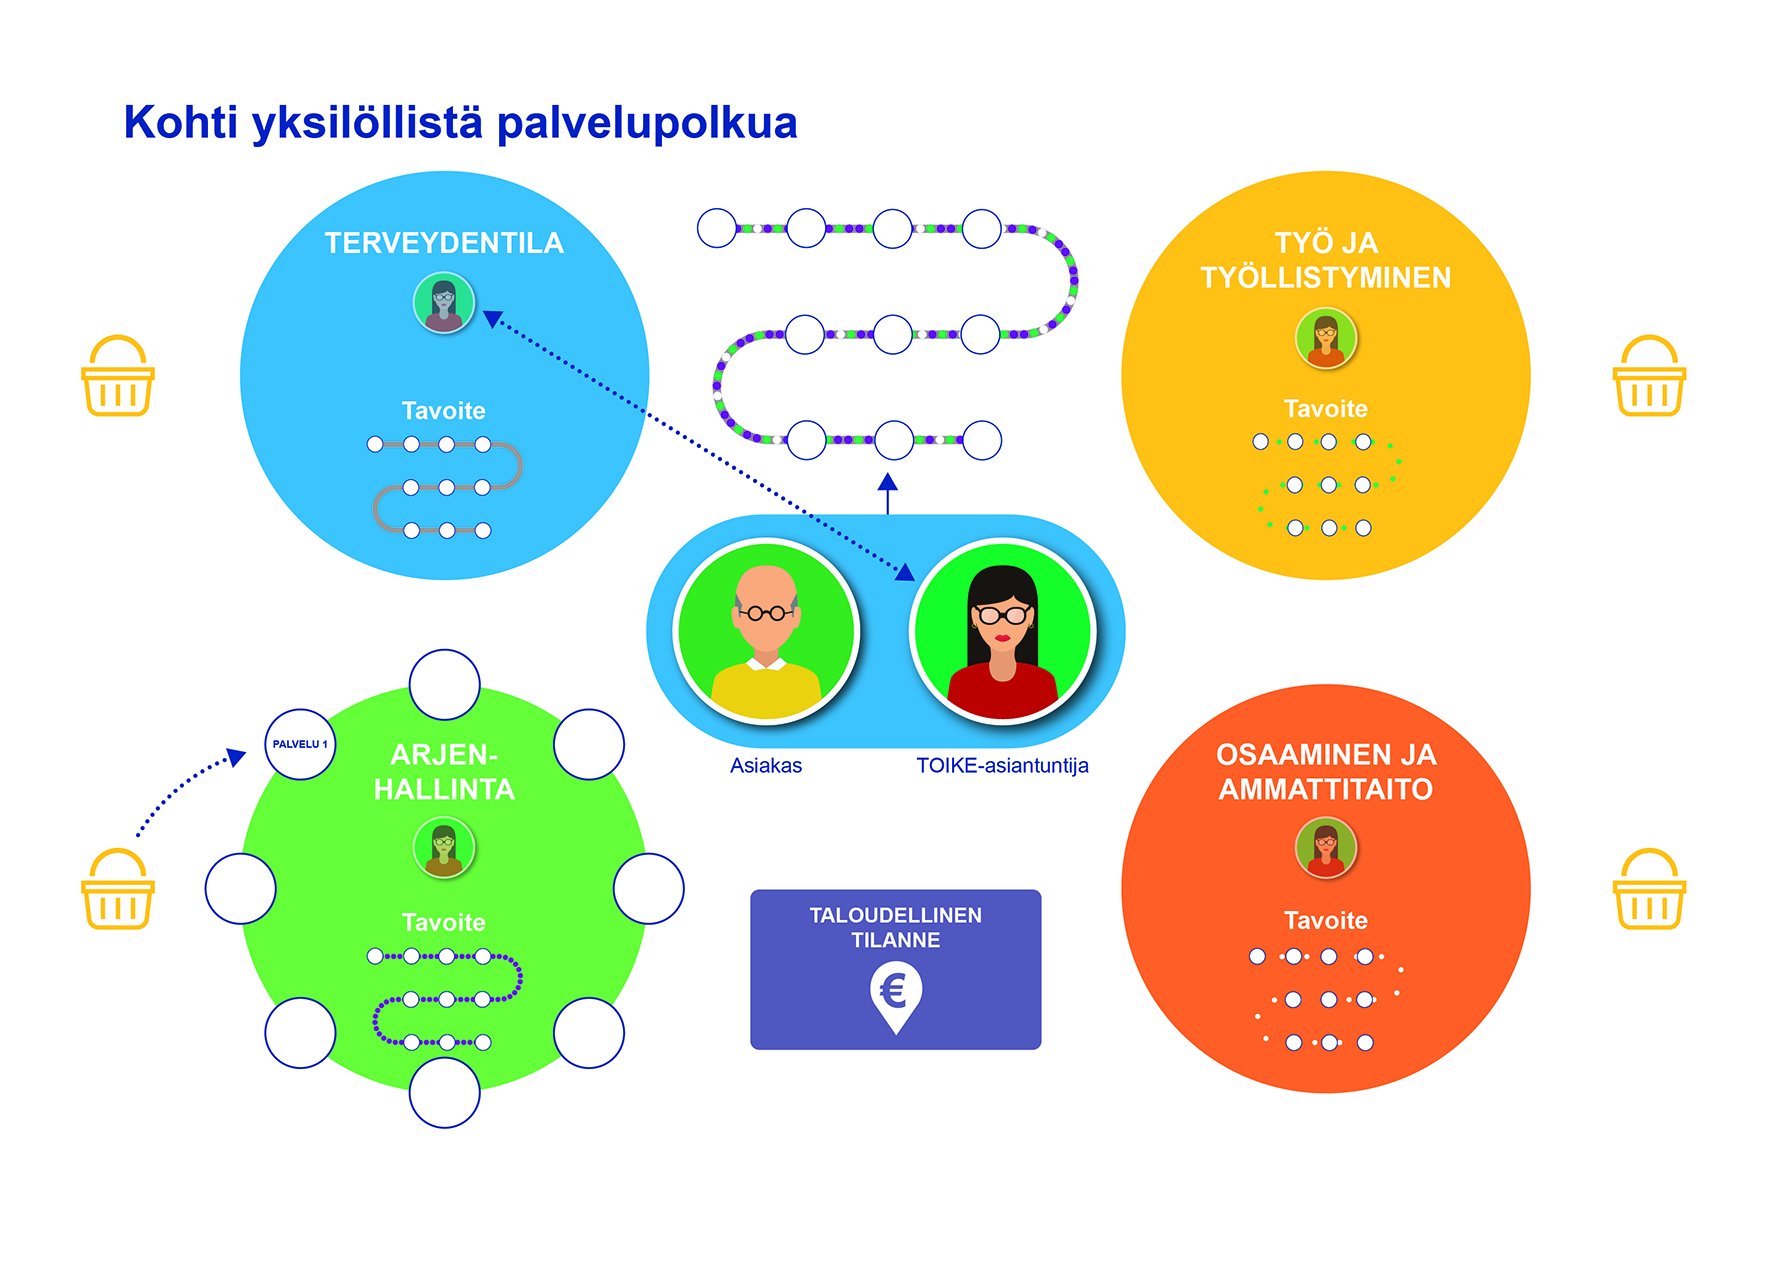 Kohti yksilöllistä palvelupolkua
TERVEYDENTILA
Tavoite
TYÖ JA
TYÖLLISTYMINEN
Tavoite
Asiakas
TOIKE-asiantuntija
PALVELU 1
ARJEN-
HALLINTA
Tavoite
TALOUDELLINEN
TILANNE
€
OSAAMINEN JA
AMMATTITAITO
Tavoite